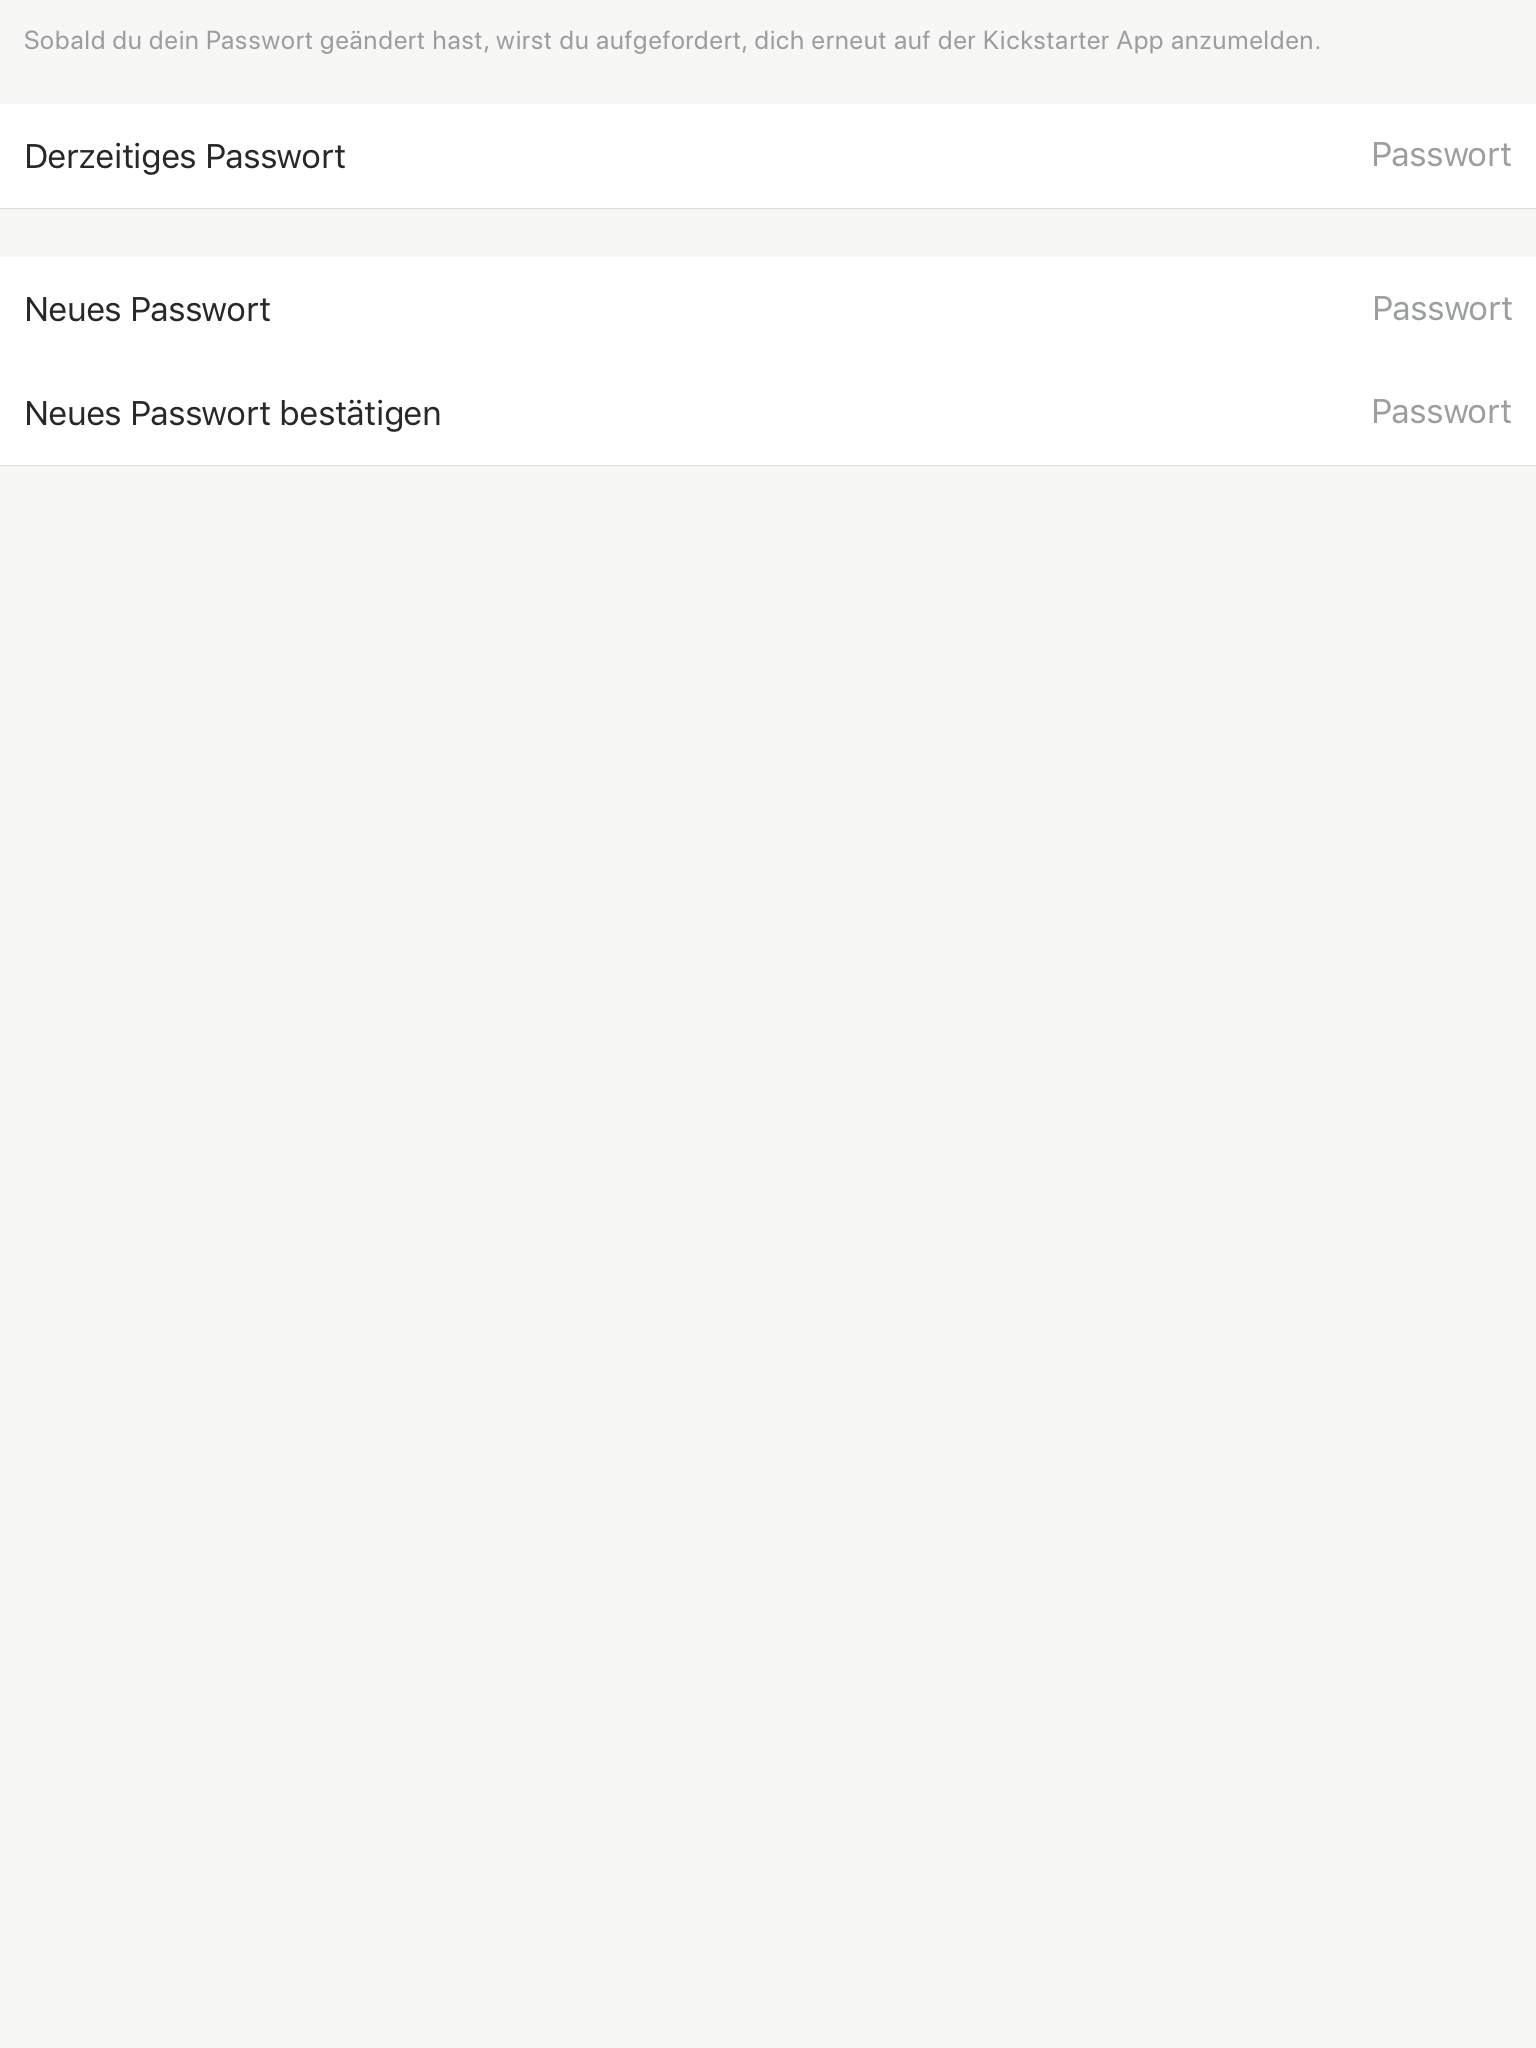 Sobald du dein Passwort geändert hast, wirst du aufgefordert, dich erneut auf der Kickstarter App anzumelden.
Derzeitiges Passwort Passwort
Neues Passwort Passwort
Neues Passwort bestätigen Passwort